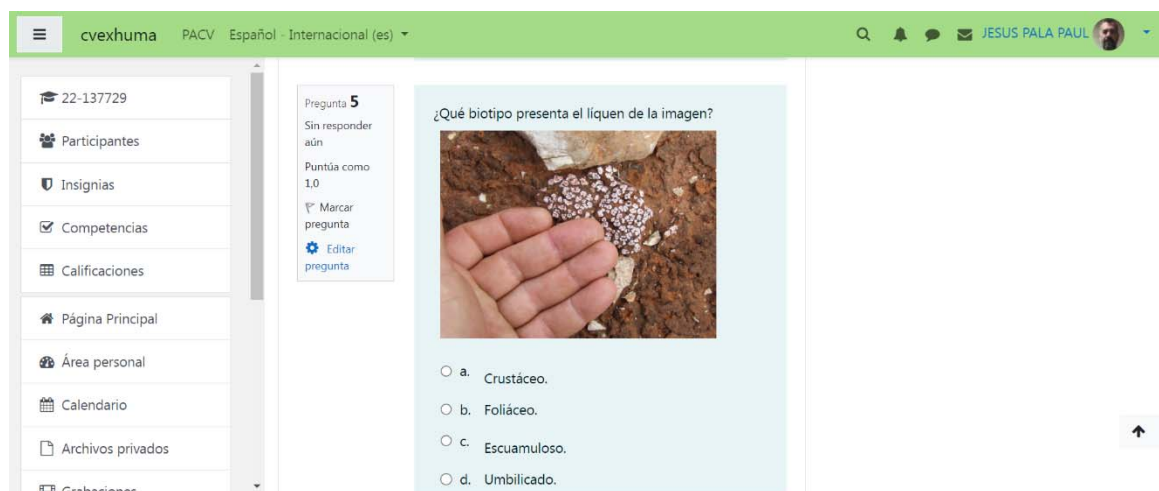 cvexhuma PACV Español - Internacional (es) JESUS PALA PAUL
22-137729
Participantes
Insignias
Competencias
Calificaciones
Página Principal
Área personal
Calendario
Archivos privados
Grabaciones
Pregunta 5
Sin responder
aún
Puntúa como
1,0
Marcar
pregunta
Editar
pregunta
¿Qué biotipo presenta el líquen de la imagen?
a. Crustáceo.
b. Foliáceo.
c. Escuamuloso.
d. Umbilicado.